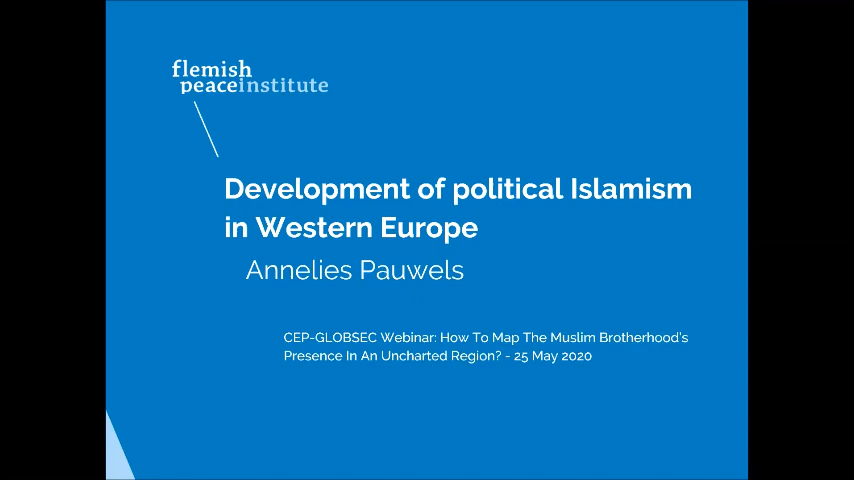 flemish
peaceinstitute
Development of political Islamism
in Western Europe
Annelies Pauwels
CEP-GLOBSEC Webinar: How To Map The Muslim Brotherhood's
Presence In An Uncharted Region? - 25 May 2020